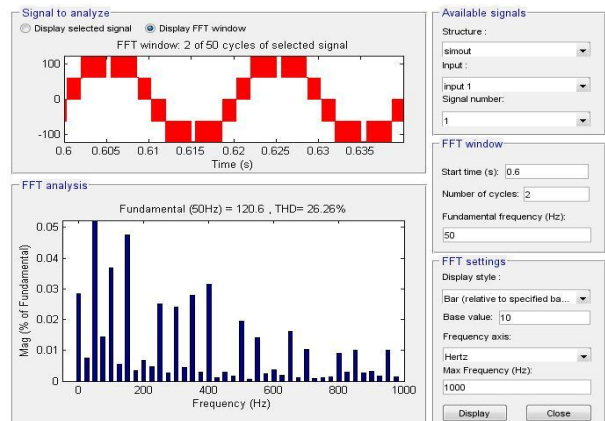 Signal to analyze
Display selected signal Display FFT window
FFT window: 2 of 50 cycles of selected signal
100
0
-100
0.6 0.605 0.61 0.615 0.62 0.625 0.63 0.635
Time (s)
FFT analysis
Fundamental (50Hz) = 120.6 , THD= 26.26%
0.05
0.04
0.03
0.02
0.01
0
Mag (% of Fundamental)
0 200 400 600 800 1000
Frequency (Hz)
Available signals
Structure :
simout
Input :
input 1
Signal number:
1
FFT window
Start time (s): 0.6
Number of cycles: 2
Fundamental frequency (Hz):
50
FFT settings
Display style :
Bar (relative to specified ba...
Base value: 10
Frequency axis:
Hertz
Max Frequency (Hz):
1000
Display Close